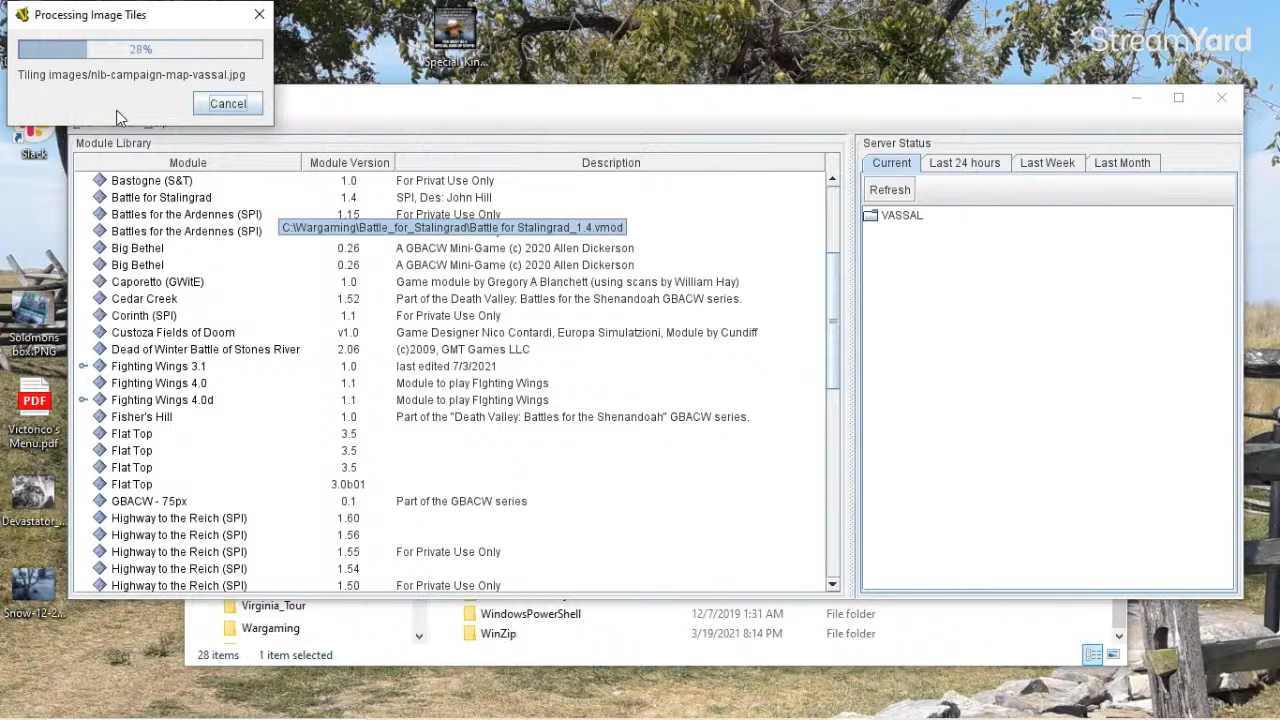 Processing Image Tiles
28%
Tiling images/nlb-campaign-map-vassal.jpg
Cancel
StreamYard
Slack
Solomons
box.PNG
PDF
Victorico's
Menu.pdf
Devastator_...
Snow-12-2...
Module Library
Module Module Version Description
Bastogne (S&T) 1.0 For Privat Use Only
Battle for Stalingrad 1.4 SPI, Des: John Hill
Battles for the Ardennes (SPI) 1.15 For Private Use Only
Battles for the Ardennes (SPI)
C:\Wargaming\Battle_for_Stalingrad\Battle for Stalingrad_1.4.vmod
Big Bethel 0.26 A GBACW Mini-Game (c) 2020 Allen Dickerson
Big Bethel 0.26 A GBACW Mini-Game (c) 2020 Allen Dickerson
Caporetto (GWitE) 1.0 Game module by Gregory A Blanchett (using scans by William Hay)
Cedar Creek 1.52 Part of the Death Valley: Battles for the Shenandoah GBACW series.
Corinth (SPI) 1.1 For Private Use Only
Custoza Fields of Doom v1.0 Game Designer Nico Contardi, Europa Simulatzioni, Module by Cundiff
Dead of Winter Battle of Stones River 2.06 (c)2009, GMT Games LLC
Fighting Wings 3.1 1.0 last edited 7/3/2021
Fighting Wings 4.0 1.1 Module to play FIghting Wings
Fighting Wings 4.0d 1.1 Module to play FIghting Wings
Fisher's Hill 1.0 Part of the "Death Valley: Battles for the Shenandoah" GBACW series.
Flat Top 3.5
Flat Top 3.5
Flat Top 3.5
Flat Top 3.0b01
GBACW - 75px 0.1 Part of the GBACW series
Highway to the Reich (SPI) 1.60
Highway to the Reich (SPI) 1.56
Highway to the Reich (SPI) 1.55 For Private Use Only
Highway to the Reich (SPI) 1.54
Highway to the Reich (SPI) 1.50 For Private Use Only
Server Status
Current Last 24 hours Last Week Last Month
Refresh
VASSAL
Virginia_Tour WindowsPowerShell 12/7/2019 1:31 AM File folder
Wargaming WinZip 3/19/2021 8:14 PM File folder
28 items 1 item selected